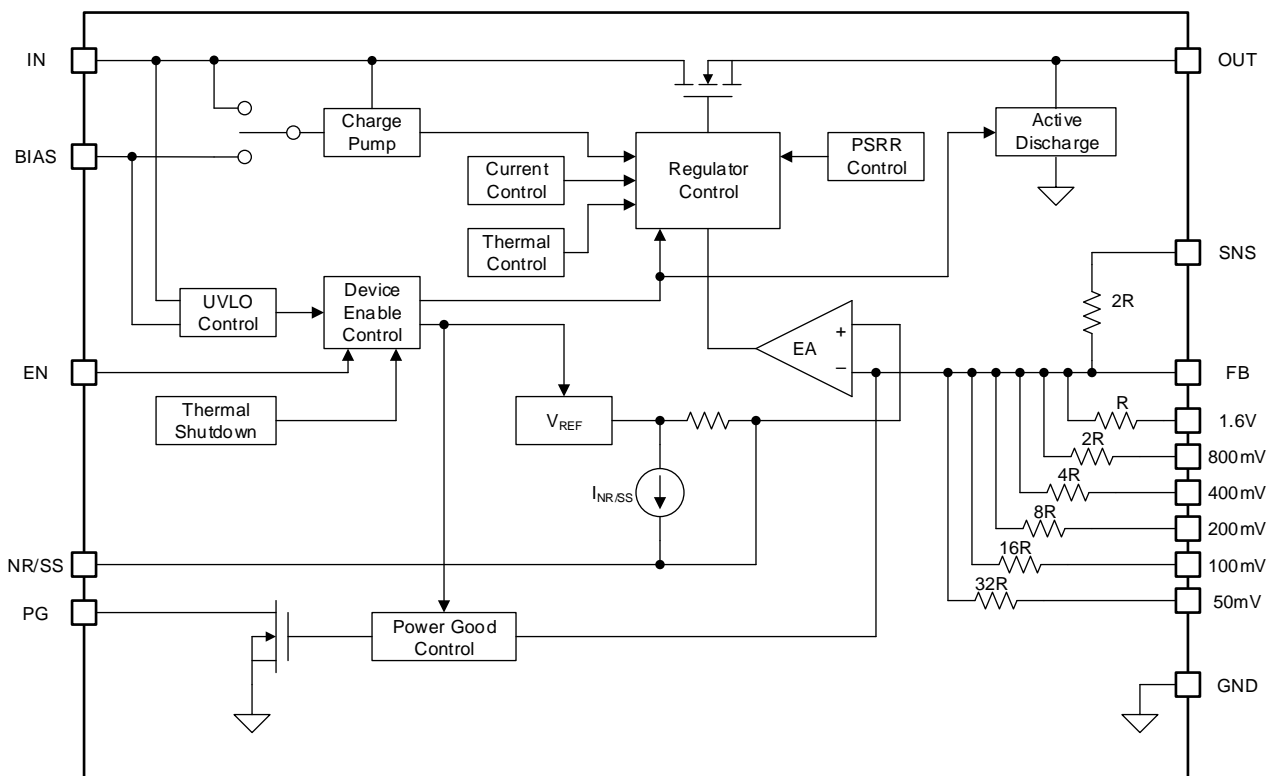 IN
OUT
Charge
Pump
Active
Discharge
BIAS
Current
Control
Regulator
Control
PSRR
Control
Thermal
Control
SNS
UVLO
Control
Device
Enable
Control
2R
+
EA
−
EN
FB
Thermal
Shutdown
VREF
R
1.6V
2R
800mV
4R
400mV
INR/SS
8R
200mV
NR/SS
16R
100mV
32R
50mV
PG
Power Good
Control
GND